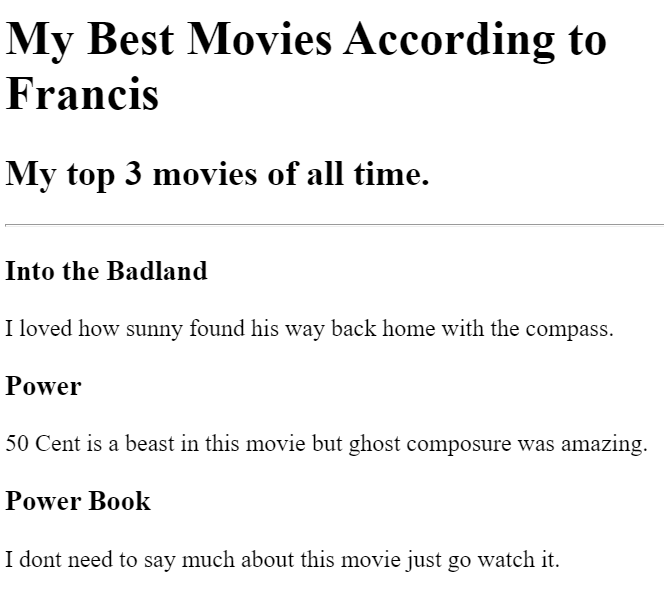 My Best Movies According to
Francis
My top 3 movies of all time.
Into the Badland
I loved how sunny found his way back home with the compass.
Power
50 Cent is a beast in this movie but ghost composure was amazing.
Power Book
I dont need to say much about this movie just go watch it.